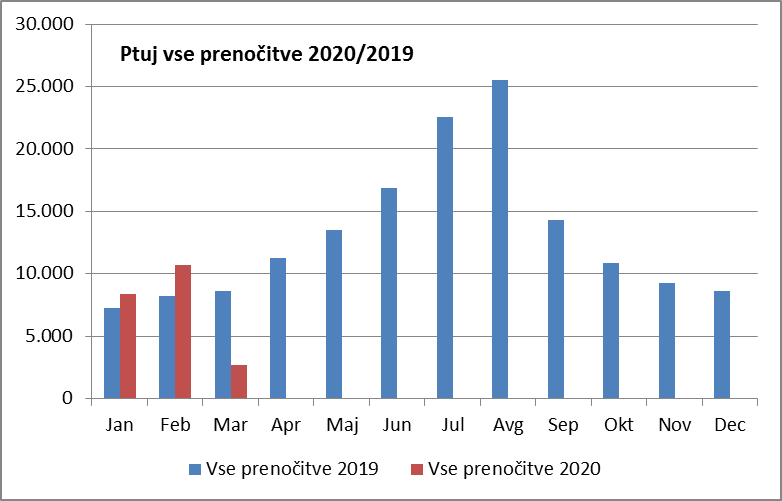 Ptuj vse prenočitve 2020/2019
30.000
25.000
20.000
15.000
10.000
5.000
0
Jan Feb Mar Apr Maj Jun Jul Avg Sep Okt Nov Dec
Vse prenočitve 2019 Vse prenočitve 2020